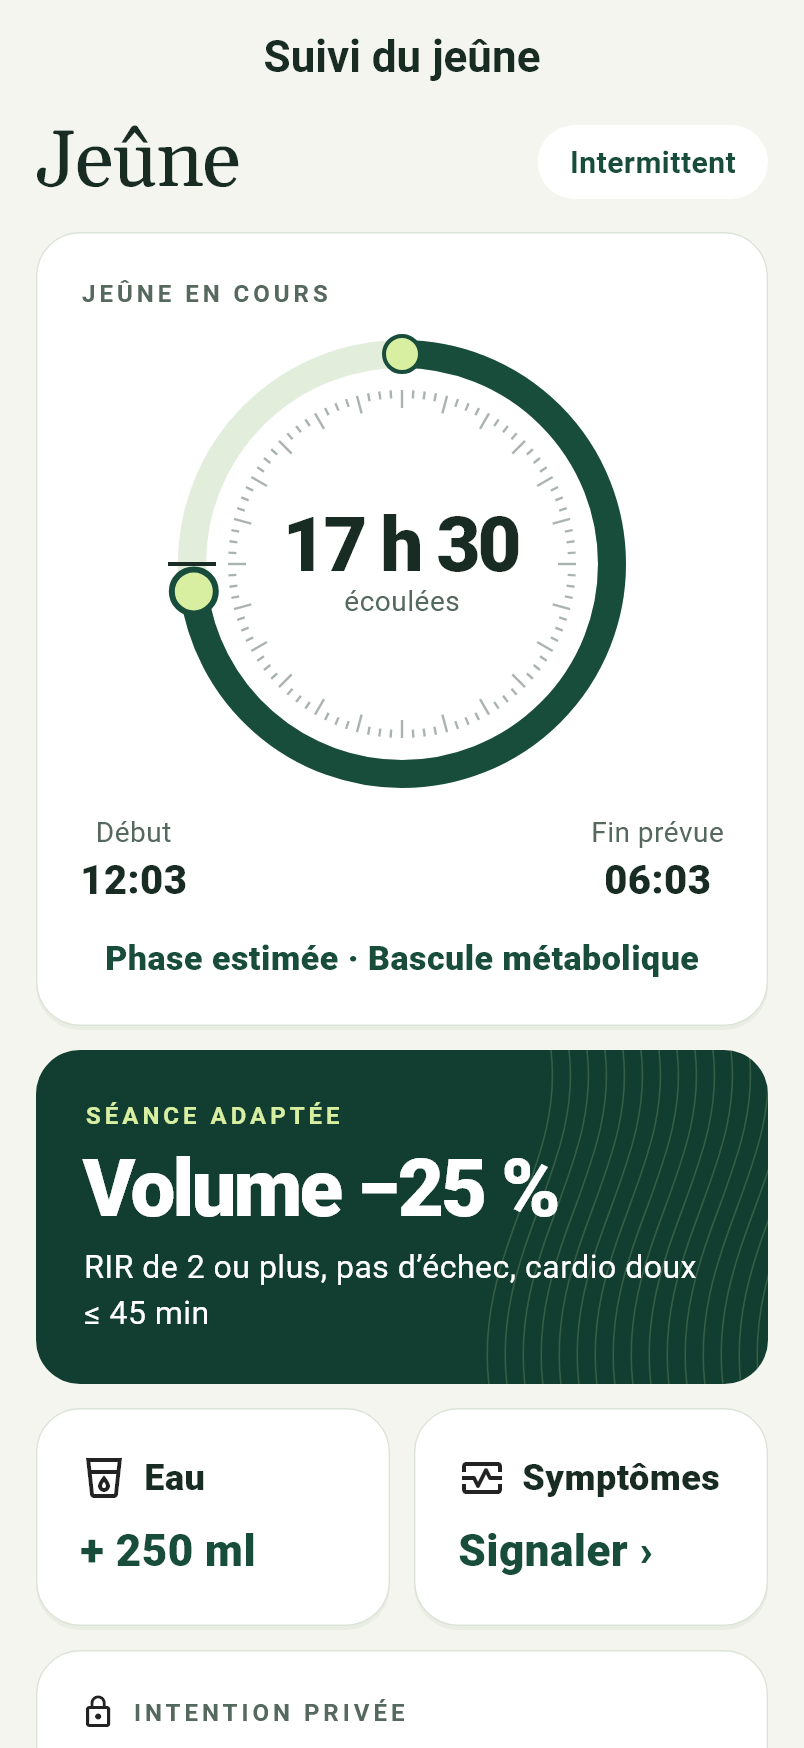 Suivi du jeûne
Jeûne
Intermittent
JEÛNE EN COURS
17 h 30
écoulées
Début
Fin prévue
12:03
06:03
Phase estimée · Bascule métabolique
SÉANCE ADAPTÉE
Volume −25 %
RIR de 2 ou plus, pas d’échec, cardio doux
≤ 45 min
Eau
+ 250 ml
Symptômes
Signaler ›
INTENTION PRIVÉE